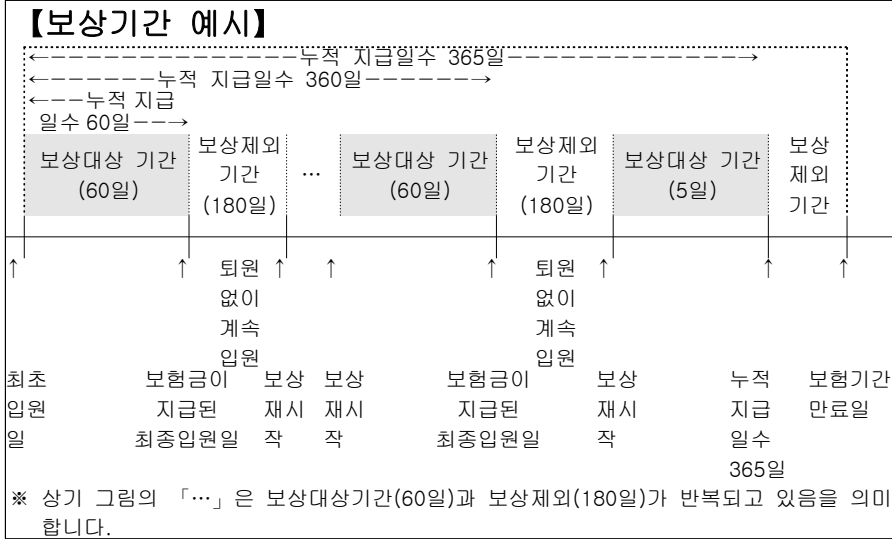 【보상기간 예시】
←−−−−−−−−−−−−−−누적 지급일수 365일−−−−−−−−−−−−−→
←−−−−−−누적 지급일수 360일−−−−−−→
←−−누적 지급
일수 60일−−→
보상대상 기간
(60일)
보상제외
기간
(180일)
…
보상대상 기간
(60일)
보상제외
기간
(180일)
보상대상 기간
(5일)
보상
제외
기간
↑ ↑ ↑ ↑ ↑ ↑ ↑ ↑
퇴원
없이
계속
입원
퇴원
없이
계속
입원
최초
입원
일
보험금이
지급된
최종입원일
보상
재시
작
보상
재시
작
보험금이
지급된
최종입원일
보상
재시
작
누적
지급
일수
365일
보험기간
만료일
※ 상기 그림의 「…」은 보상대상기간(60일)과 보상제외(180일)가 반복되고 있음을 의미
합니다.